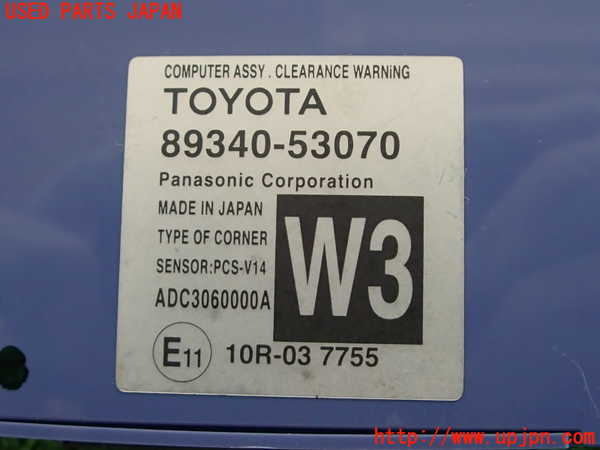 USED PARTS JAPAN
COMPUTER ASSY . CLEARANCE WARNiNG
TOYOTA
89340-53070
Panasonic Corporation
MADE IN JAPAN
TYPE OF CORNER
SENSOR:PCS-V14
ADC3060000A
W3
E11 10R-03 7755
http://www.upjpn.com/